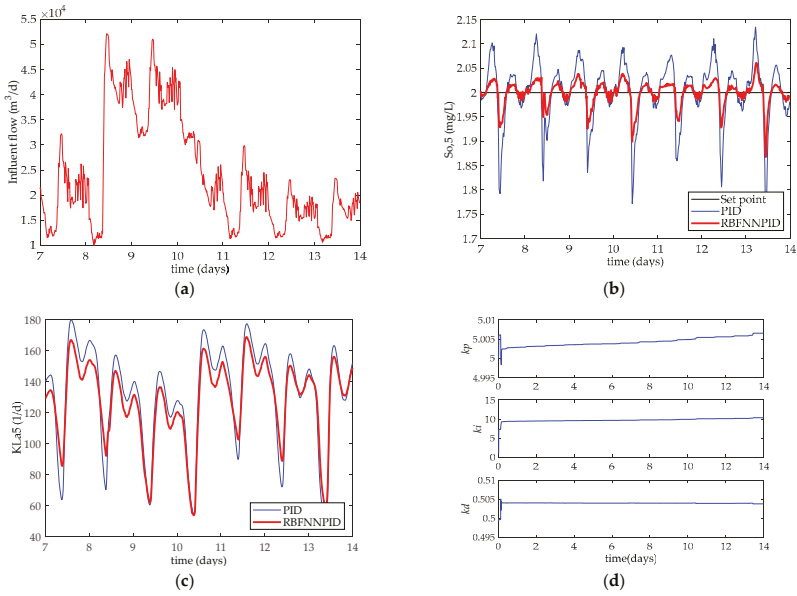 ×10⁴
5.5
5
4.5
4
3.5
3
2.5
2
1.5
1
Influent flow (m³/d)
7 8 9 10 11 12 13 14
time (days)
(a)
2.15
2.1
2.05
2
1.95
1.9
1.85
1.8
1.75
1.7
So,5 (mg/L)
Set point
PID
RBFNNPID
7 8 9 10 11 12 13 14
time (days)
(b)
180
160
140
120
100
80
60
40
KLa5 (1/d)
PID
RBFNNPID
7 8 9 10 11 12 13 14
time (days)
(c)
5.01
5.005
5
4.995
kp
0 2 4 6 8 10 12 14
15
10
5
0
ki
0 2 4 6 8 10 12 14
0.51
0.505
0.5
0.495
kd
0 2 4 6 8 10 12 14
time(days)
(d)